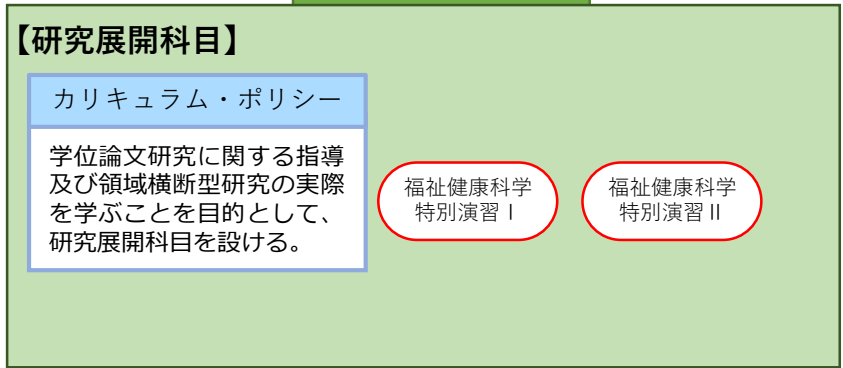 【研究展開科目】
カリキュラム・ポリシー
学位論文研究に関する指導
及び領域横断型研究の実際
を学ぶことを目的として、
研究展開科目を設ける。
福祉健康科学
特別演習Ⅰ
福祉健康科学
特別演習Ⅱ